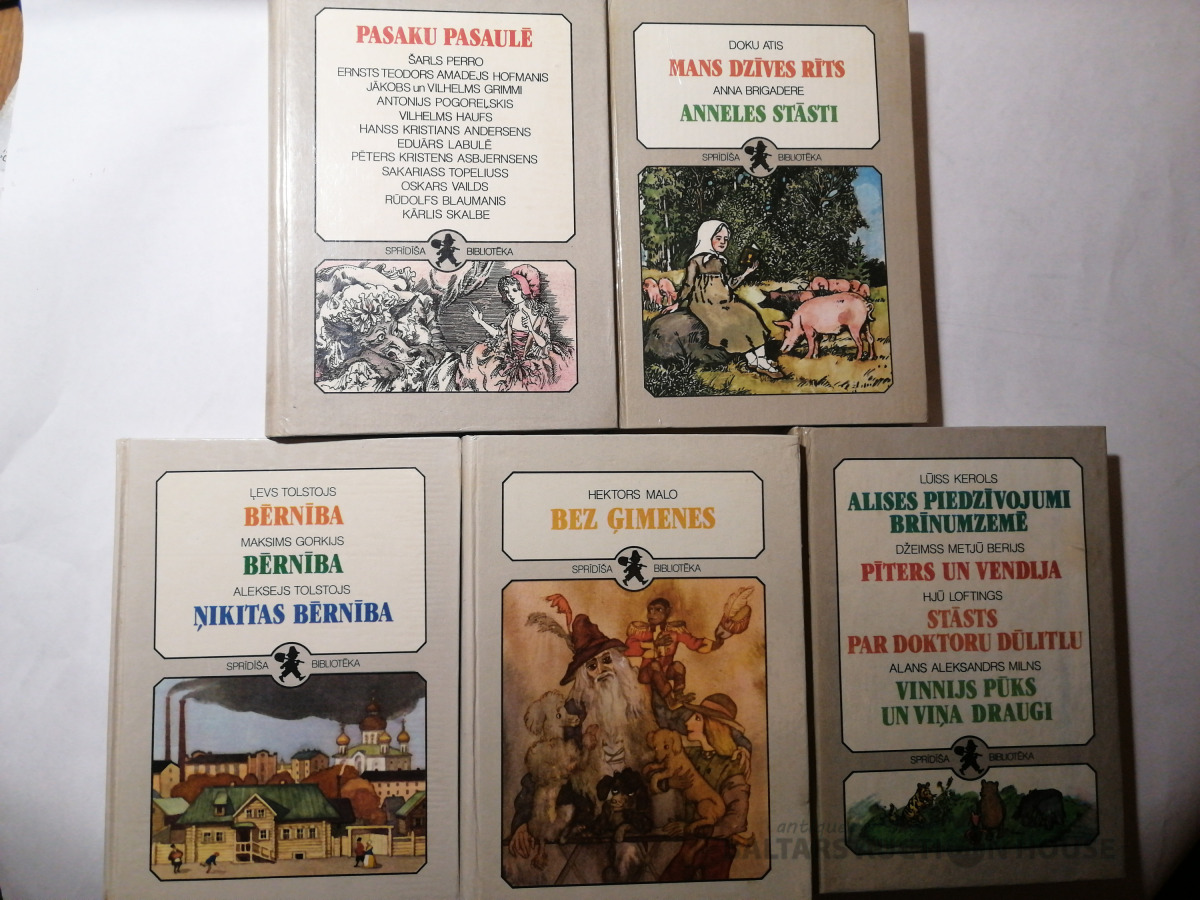 PASAKU PASAULĒ
ŠARLS PERRO
ERNSTS TEODORS AMADEJS HOFMANIS
JĀKOBS un VILHELMS GRIMMI
ANTONIJS POGOREĻSKIS
VILHELMS HAUFS
HANSS KRISTIANS ANDERSENS
EDUĀRS LABULĒ
PĒTERS KRISTENS ASBJERNSENS
SAKARIASS TOPELIUSS
OSKARS VAILDS
RŪDOLFS BLAUMANIS
KĀRLIS SKALBE
SPRĪDĪŠA BIBLIOTĒKA
DOKU ATIS
MANS DZĪVES RĪTS
ANNA BRIGADERE
ANNELES STĀSTI
SPRĪDĪŠA BIBLIOTĒKA
ĻEVS TOLSTOJS
BĒRNĪBA
MAKSIMS GORKIJS
BĒRNĪBA
ALEKSEJS TOLSTOJS
ŅIKITAS BĒRNĪBA
SPRĪDĪŠA BIBLIOTĒKA
HEKTORS MALO
BEZ ĢIMENES
SPRĪDĪŠA BIBLIOTĒKA
LŪISS KEROLS
ALISES PIEDZĪVOJUMI
BRĪNUMZEMĒ
DŽEIMSS METJŪ BERIJS
PĪTERS UN VENDIJA
HJŪ LOFTINGS
STĀSTS
PAR DOKTORU DŪLITLU
ALANS ALEKSANDRS MILNS
VINNIJS PŪKS
UN VIŅA DRAUGI
SPRĪDĪŠA BIBLIOTĒKA